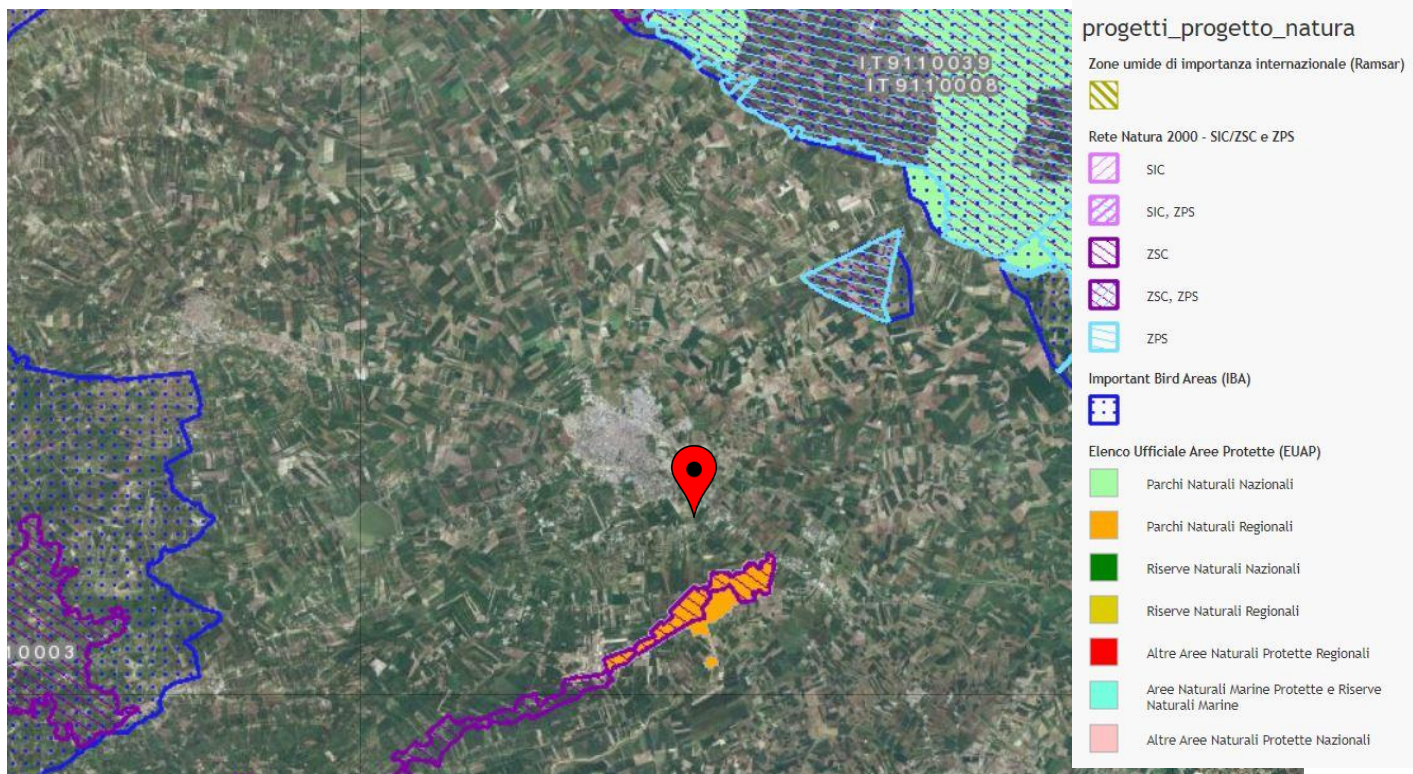 IT9110039
IT9110008
10003
progetti_progetto_natura
Zone umide di importanza internazionale (Ramsar)
Rete Natura 2000 - SIC/ZSC e ZPS
SIC
SIC, ZPS
ZSC
ZSC, ZPS
ZPS
Important Bird Areas (IBA)
Elenco Ufficiale Aree Protette (EUAP)
Parchi Naturali Nazionali
Parchi Naturali Regionali
Riserve Naturali Nazionali
Riserve Naturali Regionali
Altre Aree Naturali Protette Regionali
Aree Naturali Marine Protette e Riserve
Naturali Marine
Altre Aree Naturali Protette Nazionali